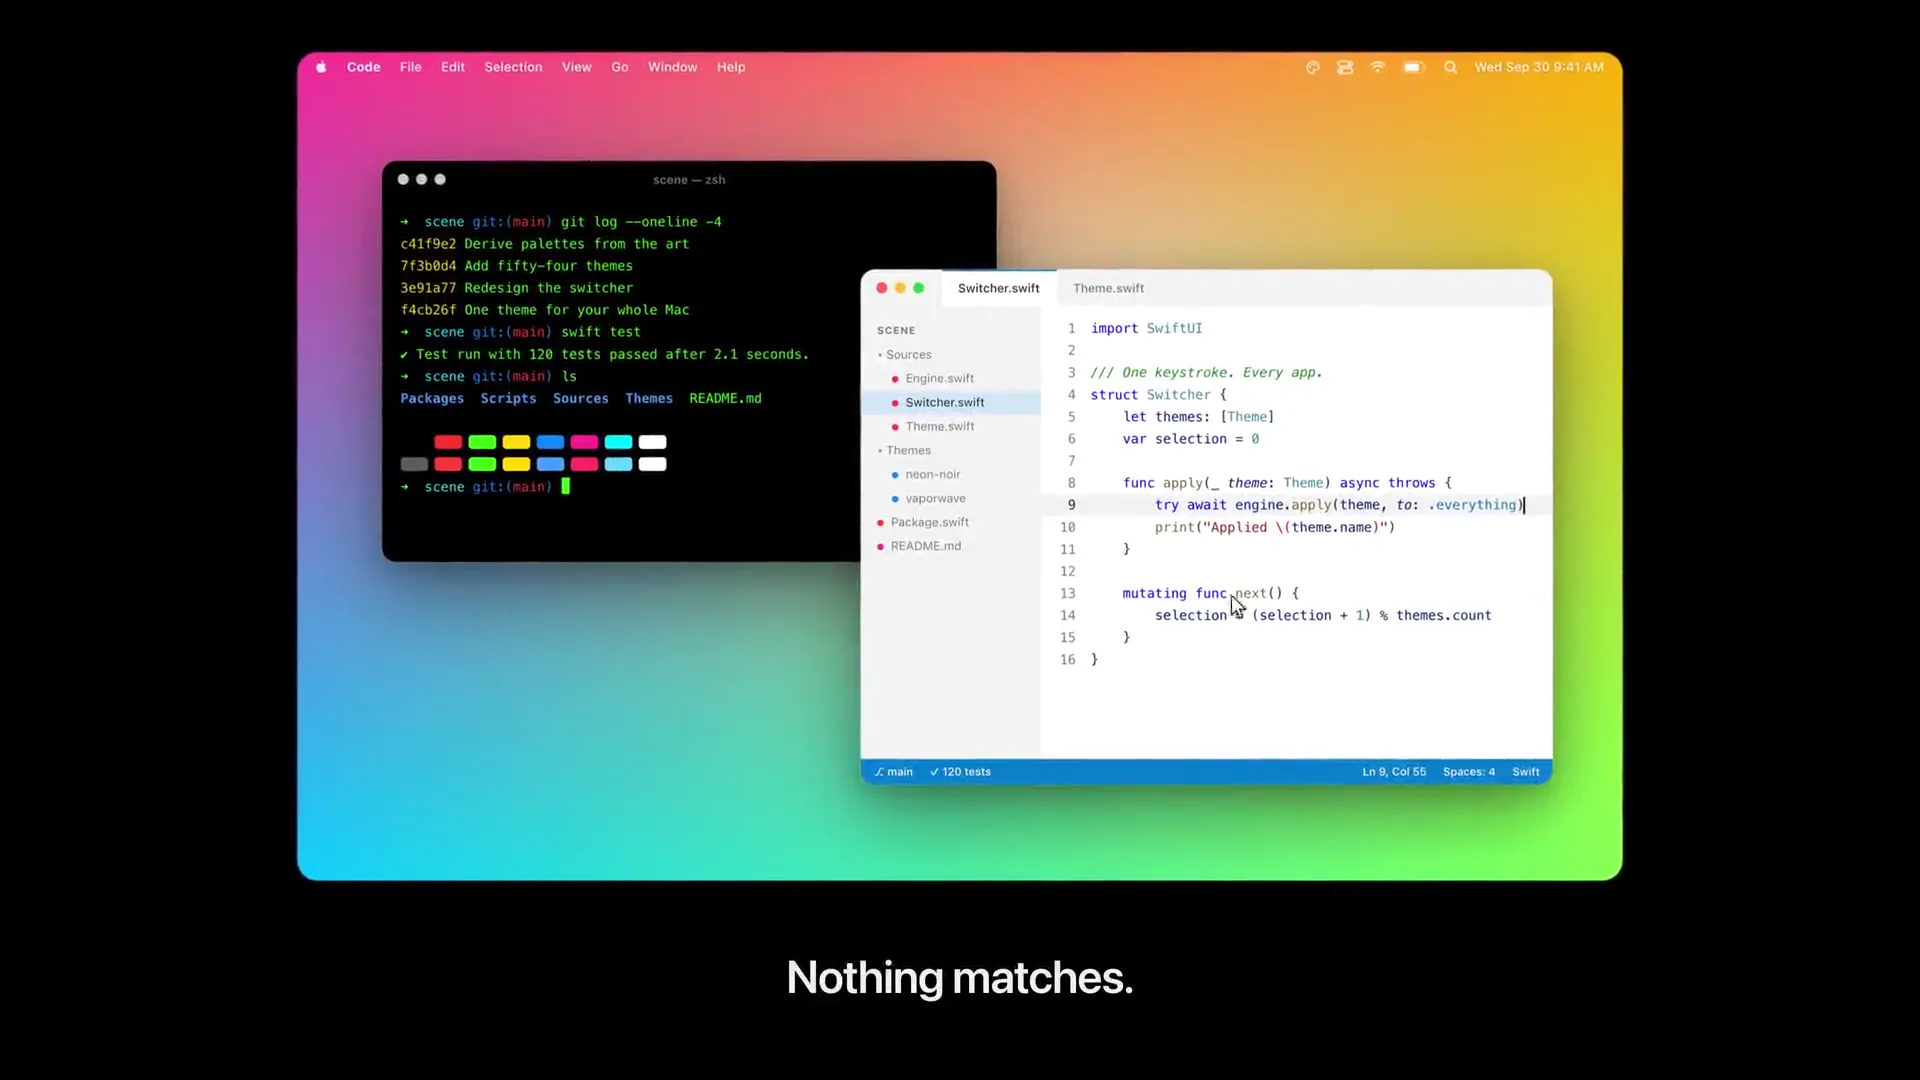 Code File Edit Selection View Go Window Help Wed Sep 30 9:41 AM
scene — zsh
➜ scene git:(main) git log --oneline -4
c41f9e2 Derive palettes from the art
7f3b0d4 Add fifty-four themes
3e91a77 Redesign the switcher
f4cb26f One theme for your whole Mac
➜ scene git:(main) swift test
✔ Test run with 120 tests passed after 2.1 seconds.
➜ scene git:(main) ls
Packages Scripts Sources Themes README.md
➜ scene git:(main)
Switcher.swift Theme.swift
SCENE
Sources
Engine.swift
Switcher.swift
Theme.swift
Themes
neon-noir
vaporwave
Package.swift
README.md
1 import SwiftUI
2
3 /// One keystroke. Every app.
4 struct Switcher {
5 let themes: [Theme]
6 var selection = 0
7
8 func apply(_ theme: Theme) async throws {
9 try await engine.apply(theme, to: .everything)
10 print("Applied \(theme.name)")
11 }
12
13 mutating func next() {
14 selection = (selection + 1) % themes.count
15 }
16 }
main ✓ 120 tests Ln 9, Col 55 Spaces: 4 Swift
Nothing matches.